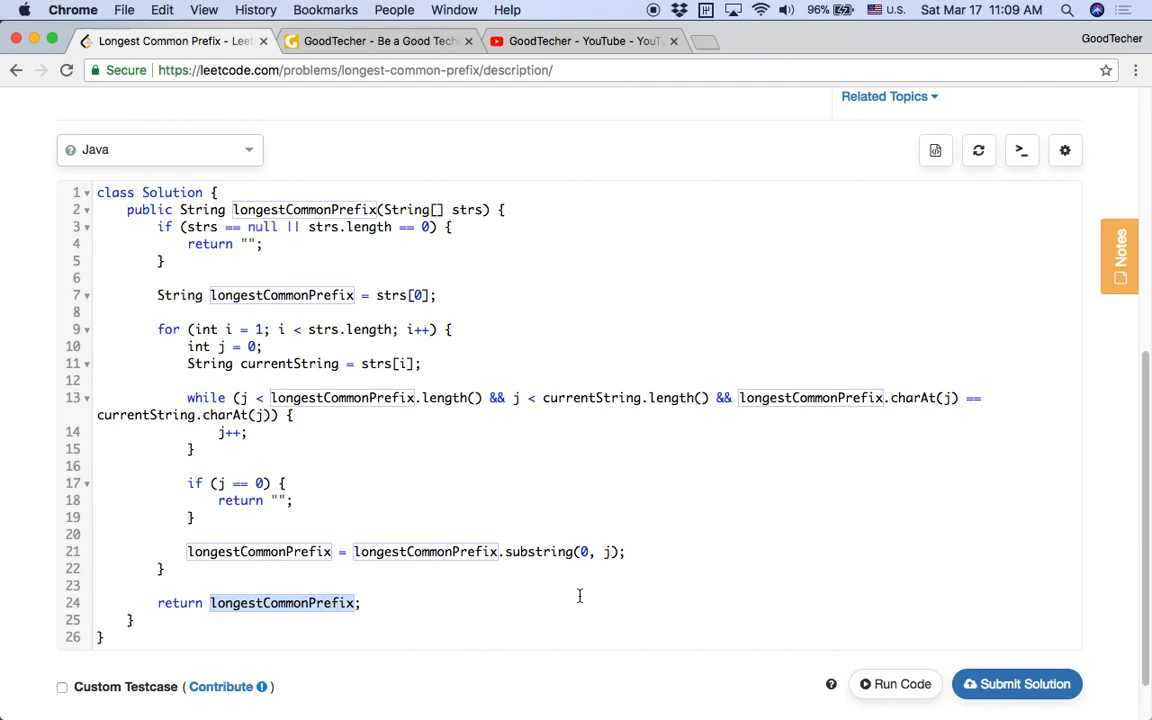 Chrome File Edit View History Bookmarks People Window Help 96% U.S. Sat Mar 17 11:09 AM
Longest Common Prefix - Leet GoodTecher - Be a Good Tech GoodTecher - YouTube - YouT GoodTecher
Secure https://leetcode.com/problems/longest-common-prefix/description/
Related Topics
Java
1 class Solution {
2 public String longestCommonPrefix(String[] strs) {
3 if (strs == null || strs.length == 0) {
4 return "";
5 }
6
7 String longestCommonPrefix = strs[0];
8
9 for (int i = 1; i < strs.length; i++) {
10 int j = 0;
11 String currentString = strs[i];
12
13 while (j < longestCommonPrefix.length() && j < currentString.length() && longestCommonPrefix.charAt(j) ==
currentString.charAt(j)) {
14 j++;
15 }
16
17 if (j == 0) {
18 return "";
19 }
20
21 longestCommonPrefix = longestCommonPrefix.substring(0, j);
22 }
23
24 return longestCommonPrefix;
25 }
26 }
Notes
Custom Testcase ( Contribute ) Run Code Submit Solution